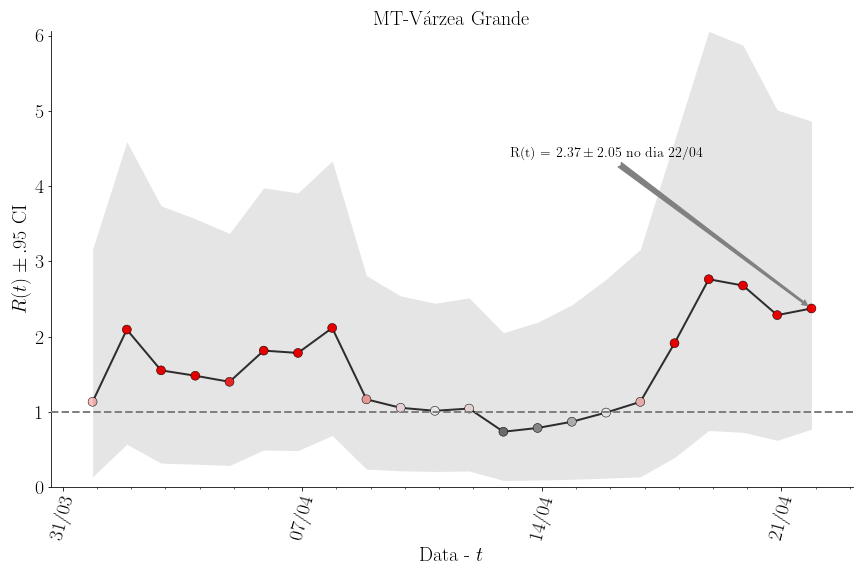 MT-Várzea Grande
6
5
4
3
2
1
0
R(t) ± .95 CI
R(t) = 2.37 ± 2.05 no dia 22/04
31/03
07/04
14/04
21/04
Data - t